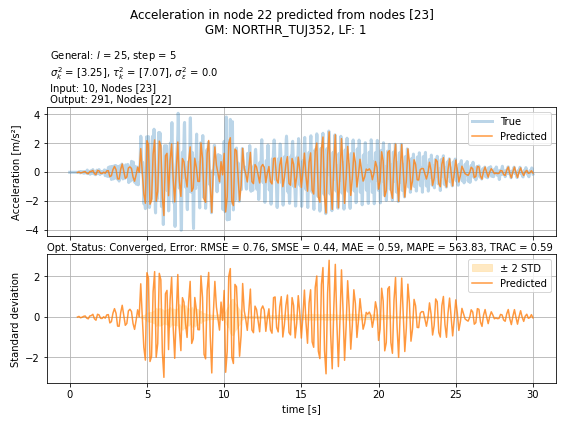 Acceleration in node 22 predicted from nodes [23]
GM: NORTHR_TUJ352, LF: 1
General: l = 25, step = 5
σ²ₖ = [3.25], τ²ₖ = [7.07], σ²ε = 0.0
Input: 10, Nodes [23]
Output: 291, Nodes [22]
Acceleration [m/s²]
4
2
0
−2
−4
True
Predicted
Opt. Status: Converged, Error: RMSE = 0.76, SMSE = 0.44, MAE = 0.59, MAPE = 563.83, TRAC = 0.59
Standard deviation
2
0
−2
± 2 STD
Predicted
0 5 10 15 20 25 30
time [s]